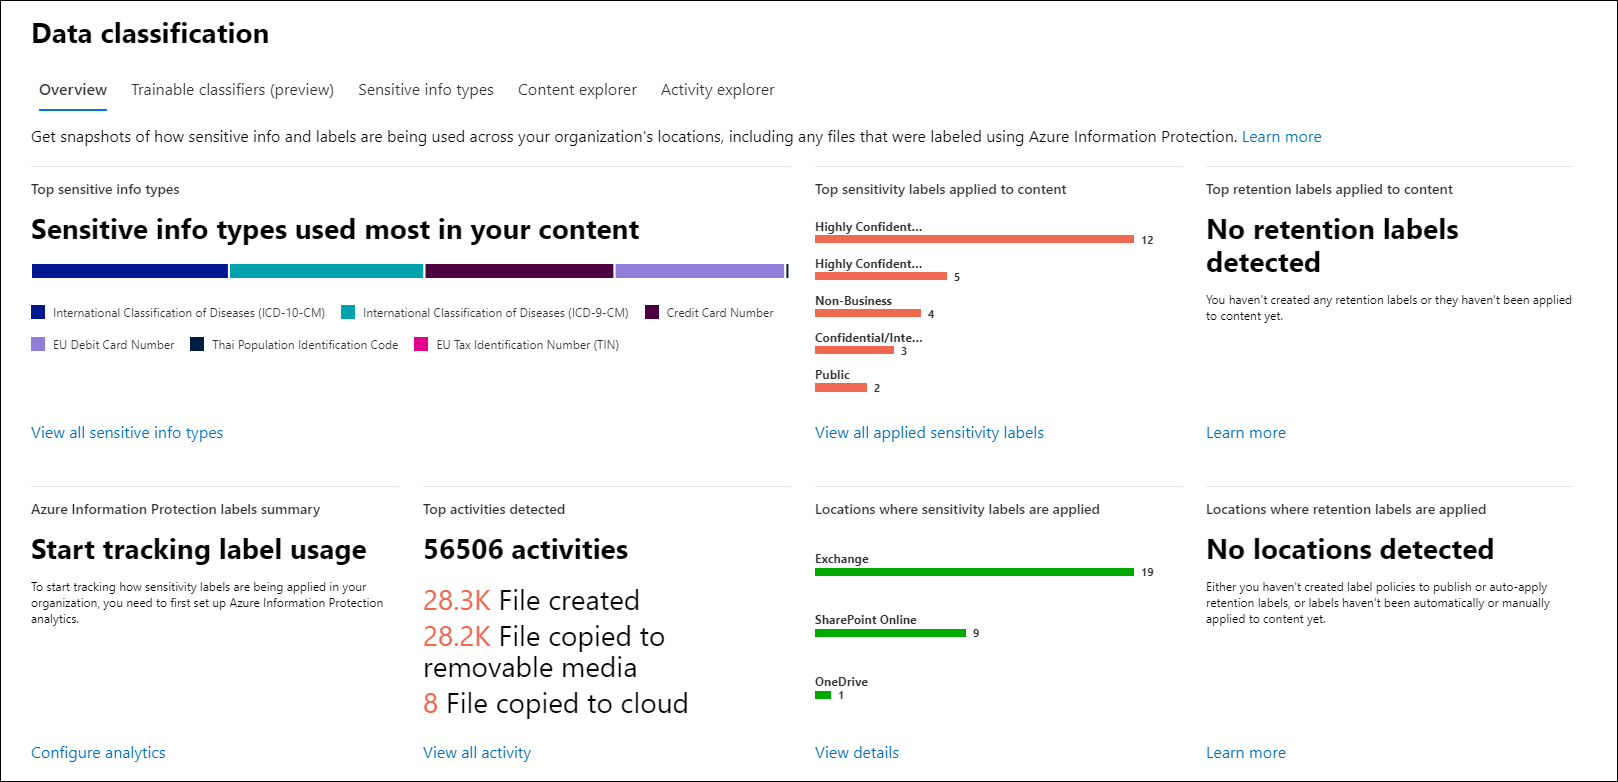 Data classification
Overview
Trainable classifiers (preview)
Sensitive info types
Content explorer
Activity explorer
Get snapshots of how sensitive info and labels are being used across your organization's locations, including any files that were labeled using Azure Information Protection. Learn more
Top sensitive info types
Sensitive info types used most in your content
International Classification of Diseases (ICD-10-CM)
International Classification of Diseases (ICD-9-CM)
Credit Card Number
EU Debit Card Number
Thai Population Identification Code
EU Tax Identification Number (TIN)
View all sensitive info types
Top sensitivity labels applied to content
Highly Confident...
12
Highly Confident...
5
Non-Business
4
Confidential/Inte...
3
Public
2
View all applied sensitivity labels
Top retention labels applied to content
No retention labels
detected
You haven't created any retention labels or they haven't been applied
to content yet.
Learn more
Azure Information Protection labels summary
Start tracking label usage
To start tracking how sensitivity labels are being applied in your
organization, you need to first set up Azure Information Protection
analytics.
Configure analytics
Top activities detected
56506 activities
28.3K File created
28.2K File copied to
removable media
8 File copied to cloud
View all activity
Locations where sensitivity labels are applied
Exchange
19
SharePoint Online
9
OneDrive
1
View details
Locations where retention labels are applied
No locations detected
Either you haven't created label policies to publish or auto-apply
retention labels, or labels haven't been automatically or manually
applied to content yet.
Learn more